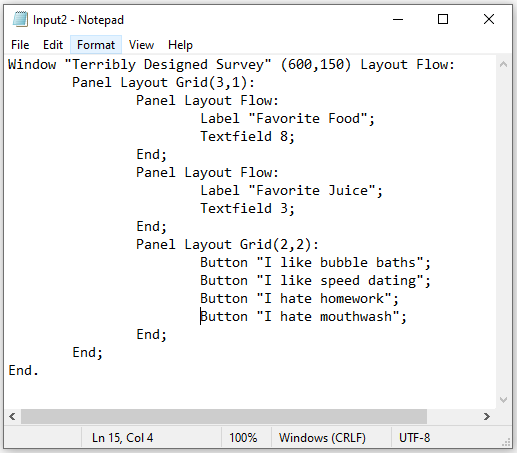 Input2 - Notepad
File Edit Format View Help
Window "Terribly Designed Survey" (600,150) Layout Flow:
        Panel Layout Grid(3,1):
                Panel Layout Flow:
                        Label "Favorite Food";
                        Textfield 8;
                End;
                Panel Layout Flow:
                        Label "Favorite Juice";
                        Textfield 3;
                End;
                Panel Layout Grid(2,2):
                        Button "I like bubble baths";
                        Button "I like speed dating";
                        Button "I hate homework";
                        Button "I hate mouthwash";
                End;
        End;
End.
Ln 15, Col 4 100% Windows (CRLF) UTF-8